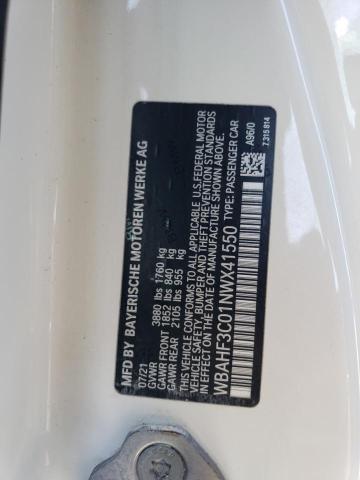 MFD BY BAYERISCHE MOTOREN WERKE AG
07/21
GVWR 3880 lbs 1760 kg
GAWR FRONT 1852 lbs 840 kg
GAWR REAR 2105 lbs 955 kg
THIS VEHICLE CONFORMS TO ALL APPLICABLE U.S. FEDERAL MOTOR
VEHICLE SAFETY, BUMPER AND THEFT PREVENTION STANDARDS
IN EFFECT ON THE DATE OF MANUFACTURE SHOWN ABOVE.
WBAHF3C01NWX41550 TYPE: PASSENGER CAR
A96/0
7 315 814